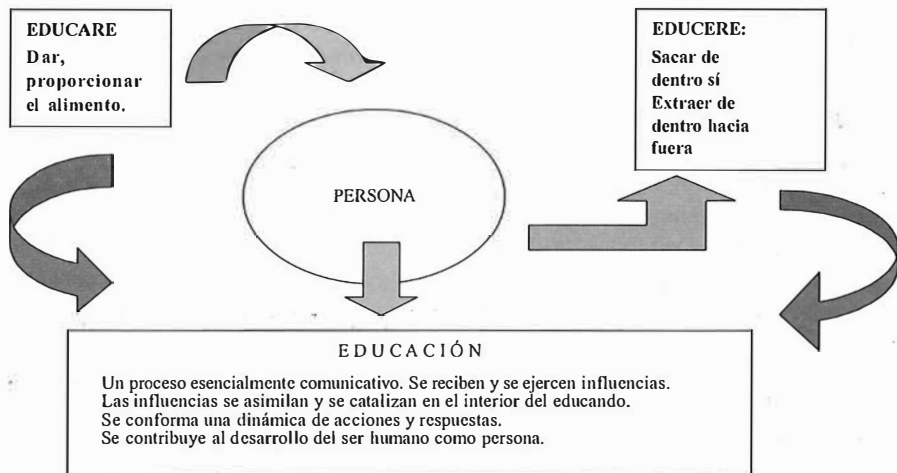 EDUCARE
Dar,
proporcionar
el alimento.
EDUCERE:
Sacar de
dentro sí
Extraer de
dentro hacia
fuera
PERSONA
EDUCACIÓN
Un proceso esencialmente comunicativo. Se reciben y se ejercen influencias.
Las influencias se asimilan y se catalizan en el interior del educando.
Se conforma una dinámica de acciones y respuestas.
Se contribuye al desarrollo del ser humano como persona.